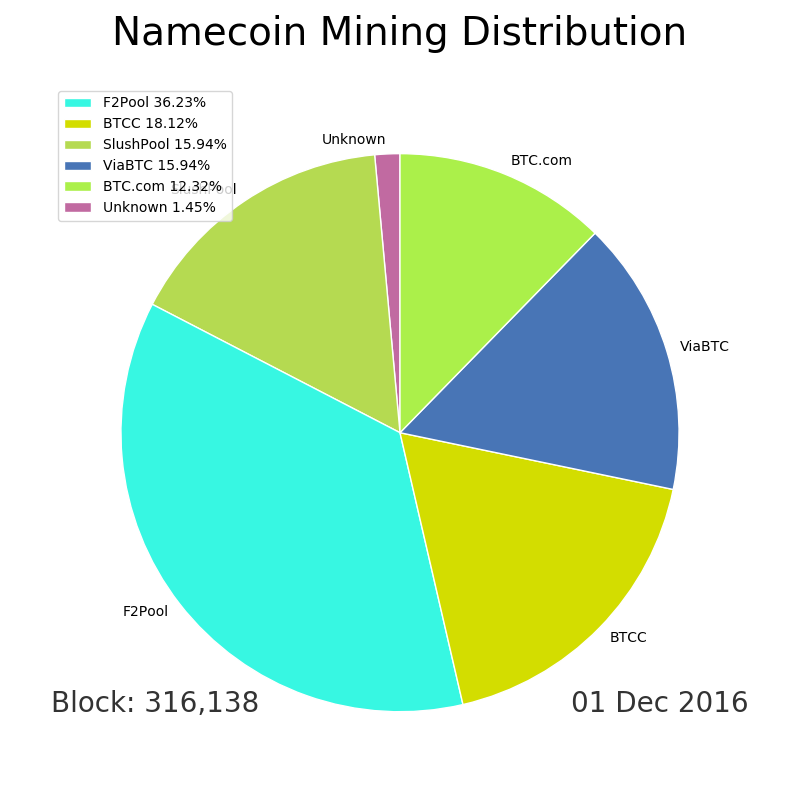 Namecoin Mining Distribution
F2Pool 36.23%
BTCC 18.12%
SlushPool 15.94%
ViaBTC 15.94%
BTC.com 12.32%
Unknown 1.45%
Unknown
BTC.com
SlushPool
ViaBTC
F2Pool
BTCC
Block: 316,138
01 Dec 2016